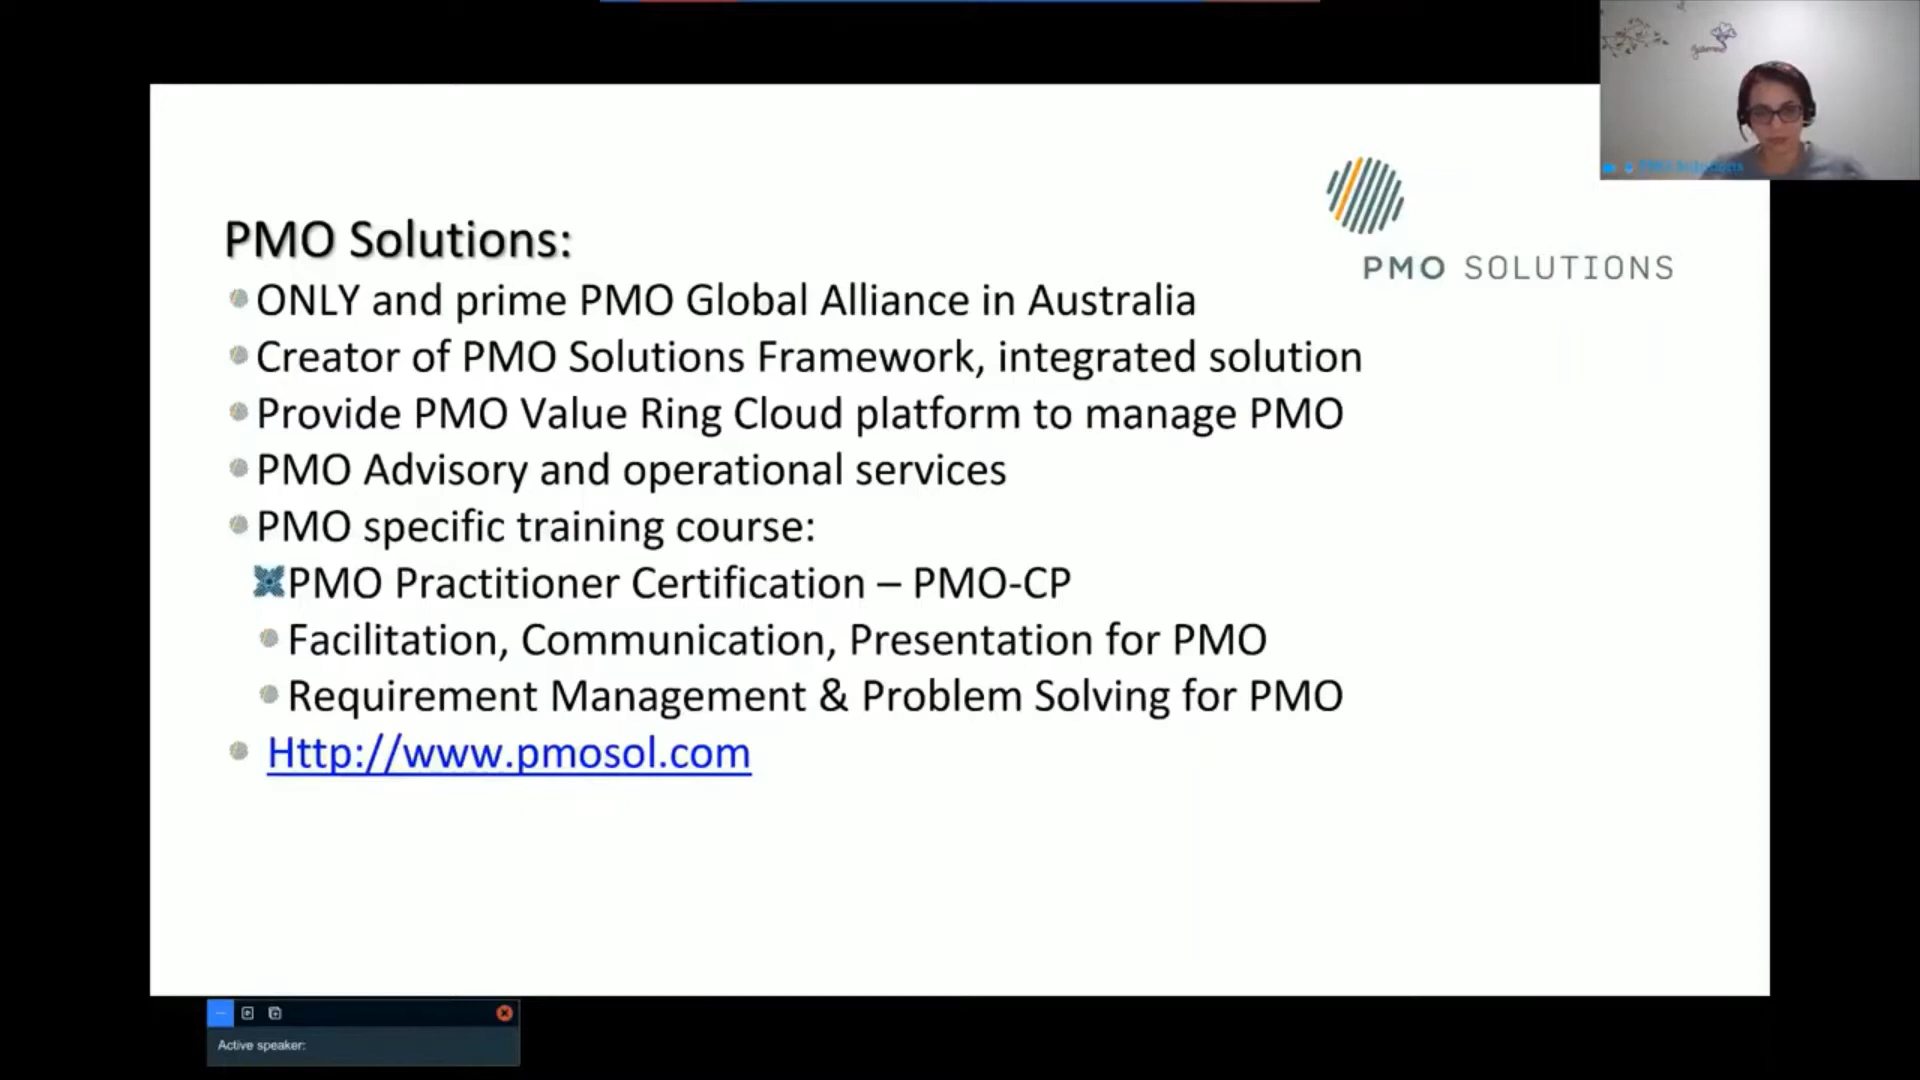 PMO Solutions:
ONLY and prime PMO Global Alliance in Australia
Creator of PMO Solutions Framework, integrated solution
Provide PMO Value Ring Cloud platform to manage PMO
PMO Advisory and operational services
PMO specific training course:
PMO Practitioner Certification – PMO-CP
Facilitation, Communication, Presentation for PMO
Requirement Management & Problem Solving for PMO
Http://www.pmosol.com
PMO SOLUTIONS
PMO Solutions
Active speaker: